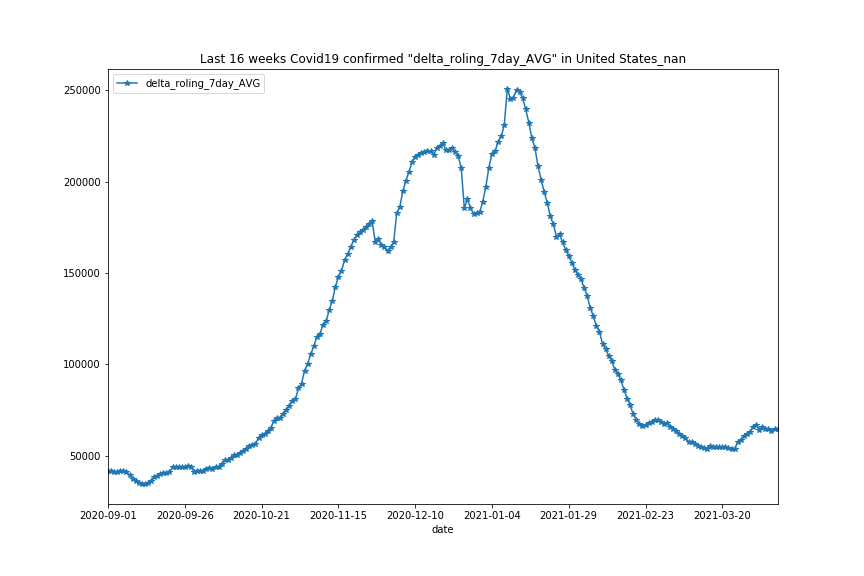 Last 16 weeks Covid19 confirmed "delta_roling_7day_AVG" in United States_nan
delta_roling_7day_AVG
250000
200000
150000
100000
50000
2020-09-01 2020-09-26 2020-10-21 2020-11-15 2020-12-10 2021-01-04 2021-01-29 2021-02-23 2021-03-20
date